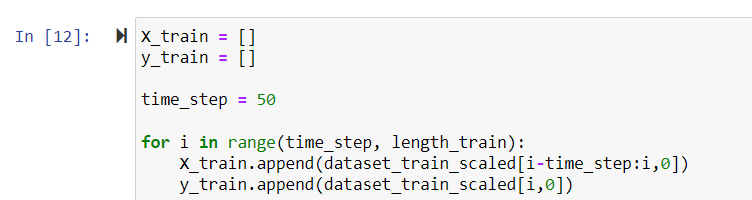 In [12]:
X_train = []
y_train = []
time_step = 50
for i in range(time_step, length_train):
    X_train.append(dataset_train_scaled[i-time_step:i,0])
    y_train.append(dataset_train_scaled[i,0])